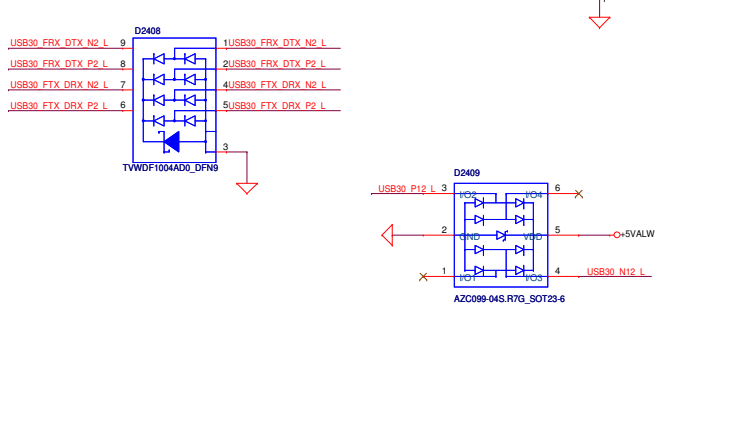 D2408
USB30_FRX_DTX_N2_L 9 1 USB30_FRX_DTX_N2_L
USB30_FRX_DTX_P2_L 8 2 USB30_FRX_DTX_P2_L
USB30_FTX_DRX_N2_L 7 4 USB30_FTX_DRX_N2_L
USB30_FTX_DRX_P2_L 6 5 USB30_FTX_DRX_P2_L
3
TVWDF1004AD0_DFN9
D2409
USB30_P12_L 3 I/O2 I/O4 6
2 GND VDD 5 +5VALW
1 I/O1 I/O3 4 USB30_N12_L
AZC099-04S.R7G_SOT23-6